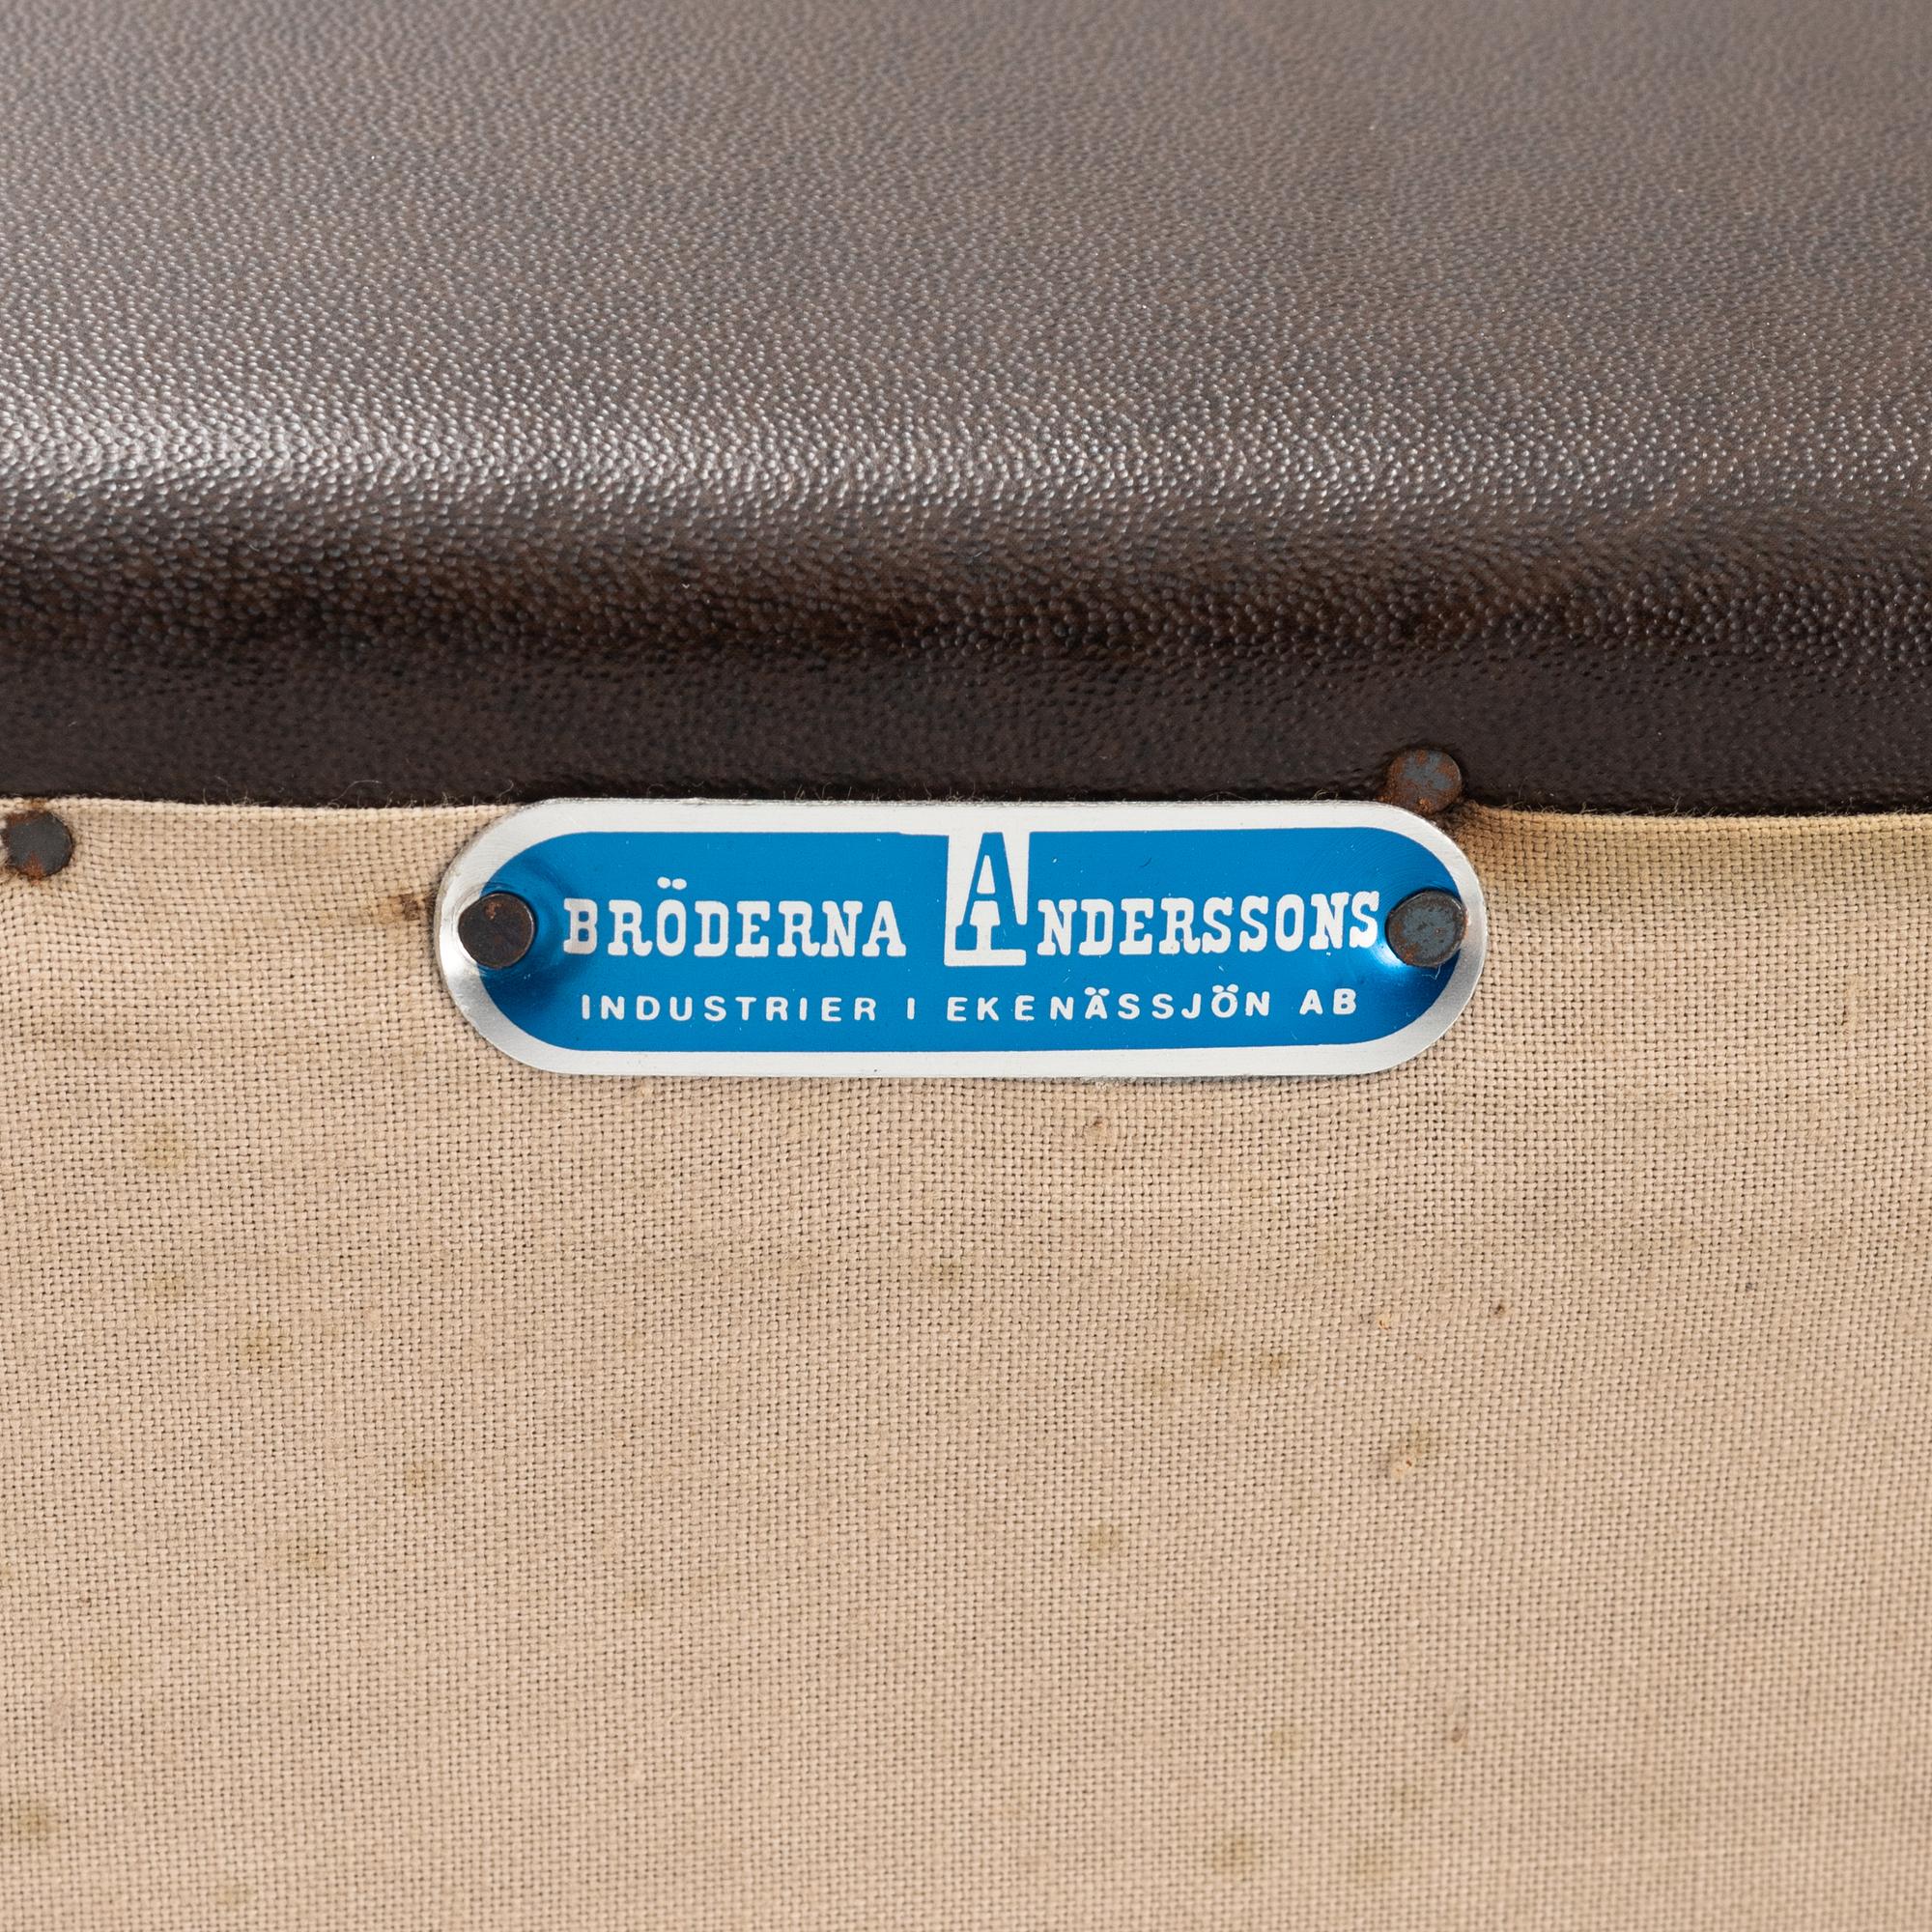 BRÖDERNA ANDERSSONS
INDUSTRIER I EKENÄSSJÖN AB